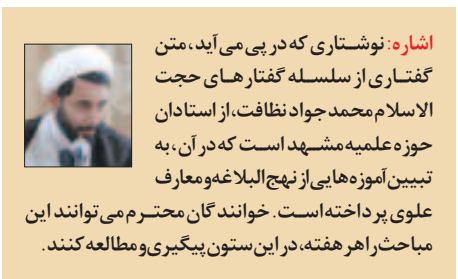 اشاره: نوشتاری که در پی می آید، متن
گفتاری از سلسله گفتارهای حجت
الاسلام محمدجواد نظافت، از استادان
حوزه علمیه مشهد است که در آن، به
تبیین آموزه‌هایی از نهج‌البلاغه و معارف
علوی پرداخته است. خوانندگان محترم می‌توانند این
مباحث را هر هفته، در این ستون پیگیری و مطالعه کنند.